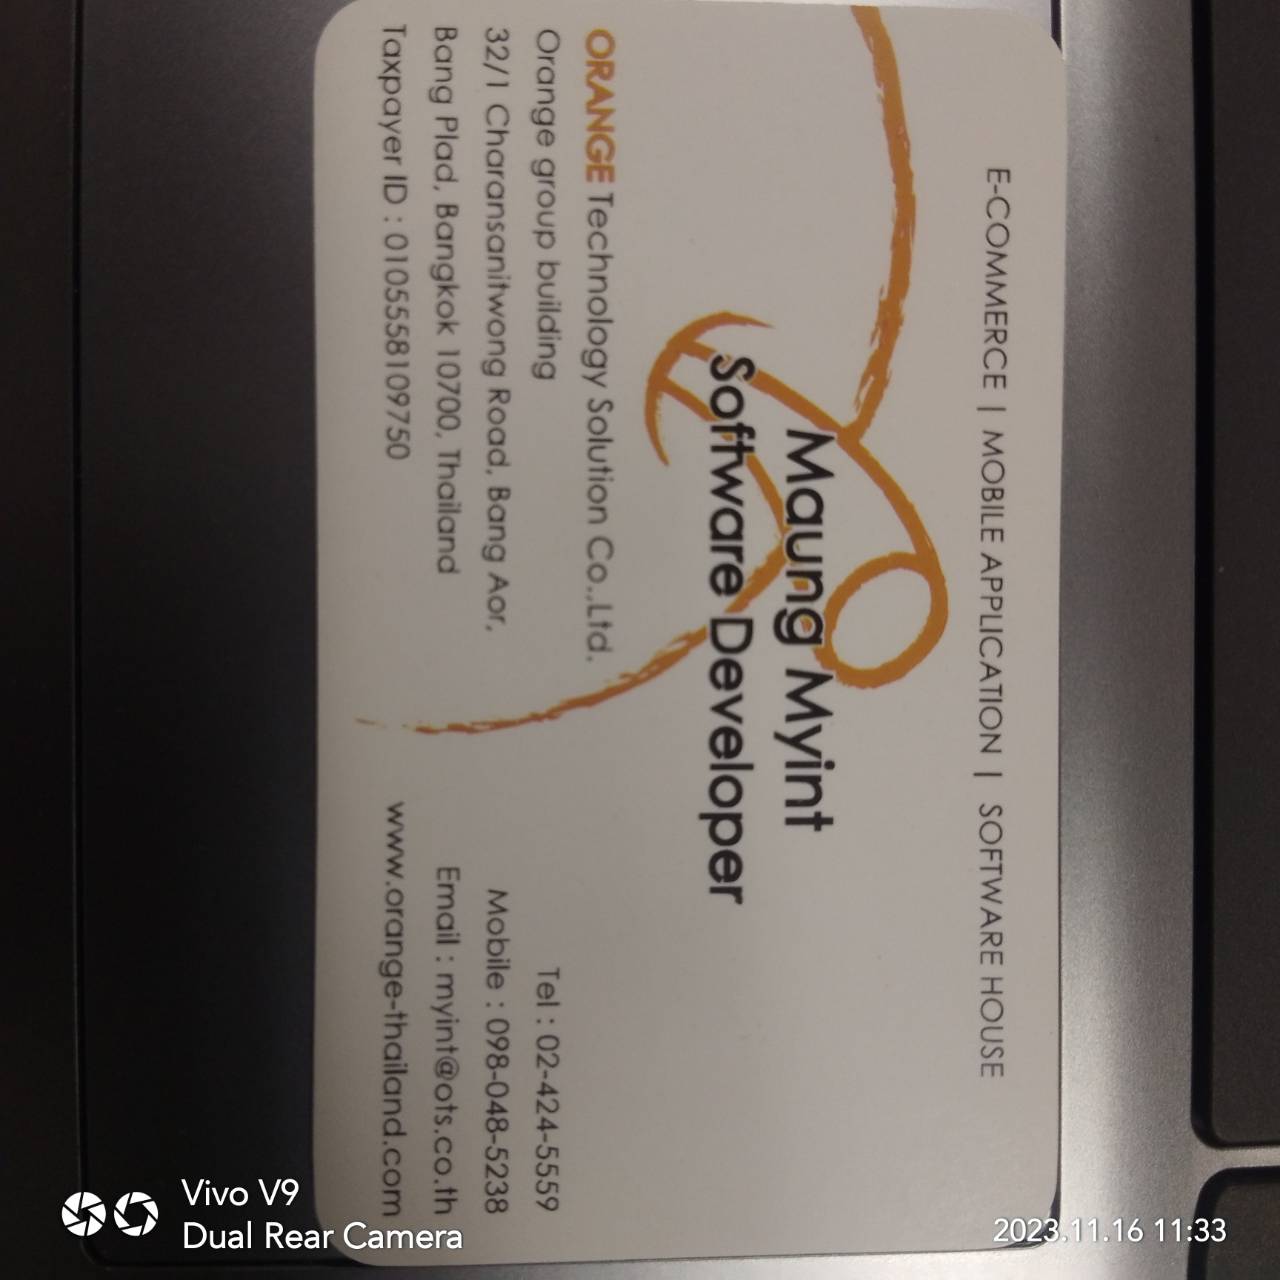 E-COMMERCE | MOBILE APPLICATION | SOFTWARE HOUSE
Maung Myint
Software Developer
ORANGE Technology Solution Co.,Ltd.
Orange group building
32/1 Charansanitwong Road, Bang Aor,
Bang Plad, Bangkok 10700, Thailand
Taxpayer ID : 0105558109750
Tel : 02-424-5559
Mobile : 098-048-5238
Email : myint@ots.co.th
www.orange-thailand.com
2023.11.16 11:33
Vivo V9
Dual Rear Camera